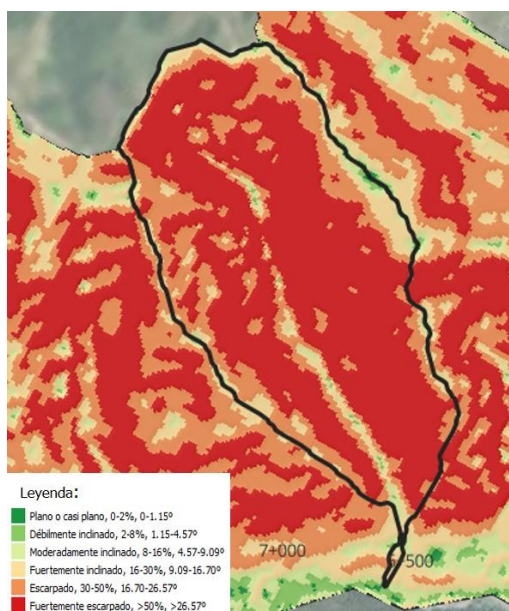 7+000
6+500
Leyenda:
Plano o casi plano, 0-2%, 0-1.15º
Débilmente inclinado, 2-8%, 1.15-4.57º
Moderadamente inclinado, 8-16%, 4.57-9.09º
Fuertemente inclinado, 16-30%, 9.09-16.70º
Escarpado, 30-50%, 16.70-26.57º
Fuertemente escarpado, >50%, >26.57º